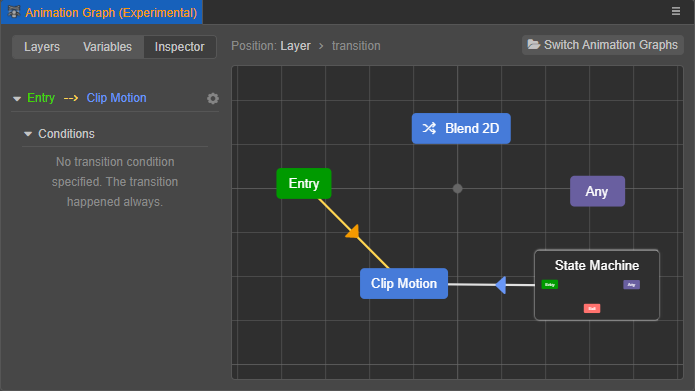 Animation Graph (Experimental)
Layers Variables Inspector
Position: Layer > transition
Switch Animation Graphs
Entry --> Clip Motion
Conditions
No transition condition
specified. The transition
happened always.
Blend 2D
Entry
Any
State Machine
Entry
Any
Exit
Clip Motion